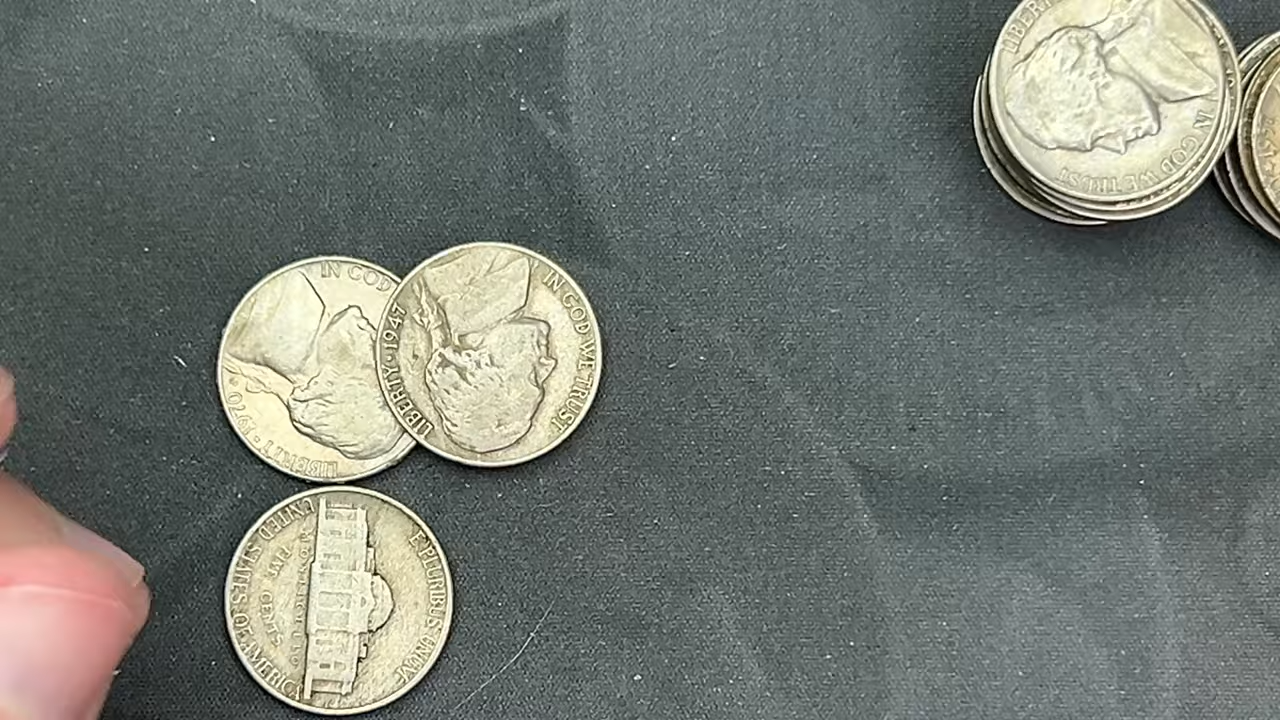 LIBERTY
IN GOD WE TRUST
IN GOD
LIBERTY · 1970
IN GOD WE TRUST
LIBERTY · 1947
E PLURIBUS UNUM
MONTICELLO
FIVE CENTS
UNITED STATES OF AMERICA